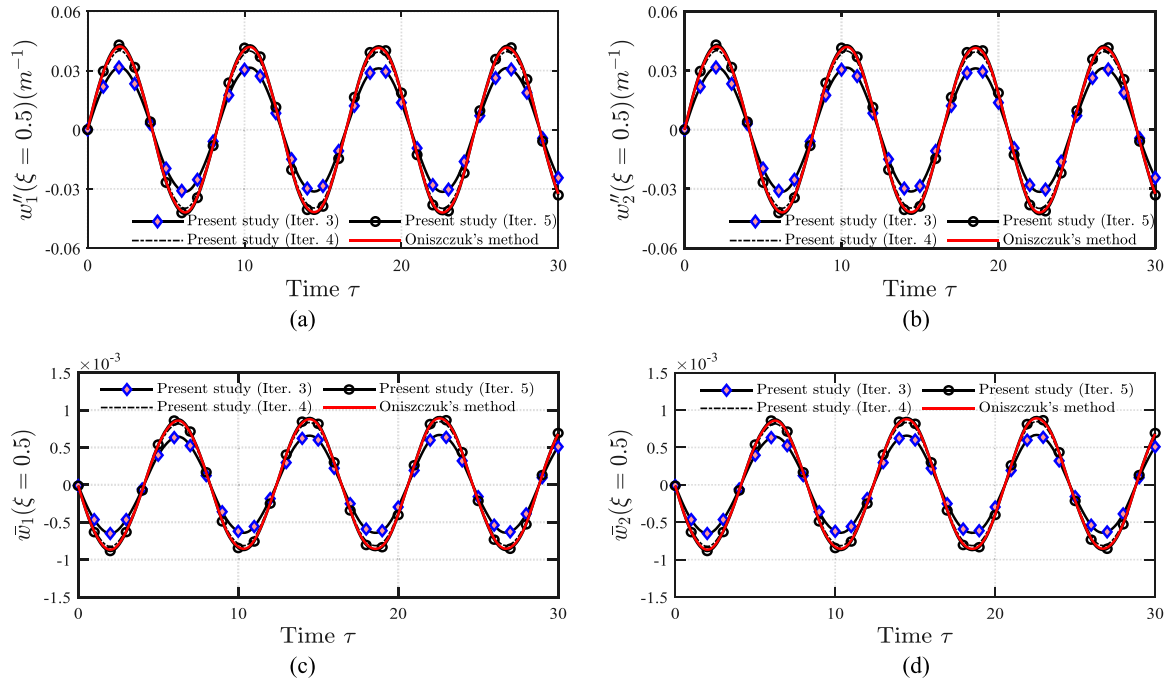 0.06
0.03
0
-0.03
-0.06
w₁″(ξ = 0.5)(m⁻¹)
Present study (Iter. 3)
Present study (Iter. 5)
Present study (Iter. 4)
Oniszczuk's method
0 10 20 30
Time τ
(a)
0.06
0.03
0
-0.03
-0.06
w₂″(ξ = 0.5)(m⁻¹)
Present study (Iter. 3)
Present study (Iter. 5)
Present study (Iter. 4)
Oniszczuk's method
0 10 20 30
Time τ
(b)
×10⁻³
1.5
1
0.5
0
-0.5
-1
-1.5
w̄₁(ξ = 0.5)
Present study (Iter. 3)
Present study (Iter. 5)
Present study (Iter. 4)
Oniszczuk's method
0 10 20 30
Time τ
(c)
×10⁻³
1.5
1
0.5
0
-0.5
-1
-1.5
w̄₂(ξ = 0.5)
Present study (Iter. 3)
Present study (Iter. 5)
Present study (Iter. 4)
Oniszczuk's method
0 10 20 30
Time τ
(d)